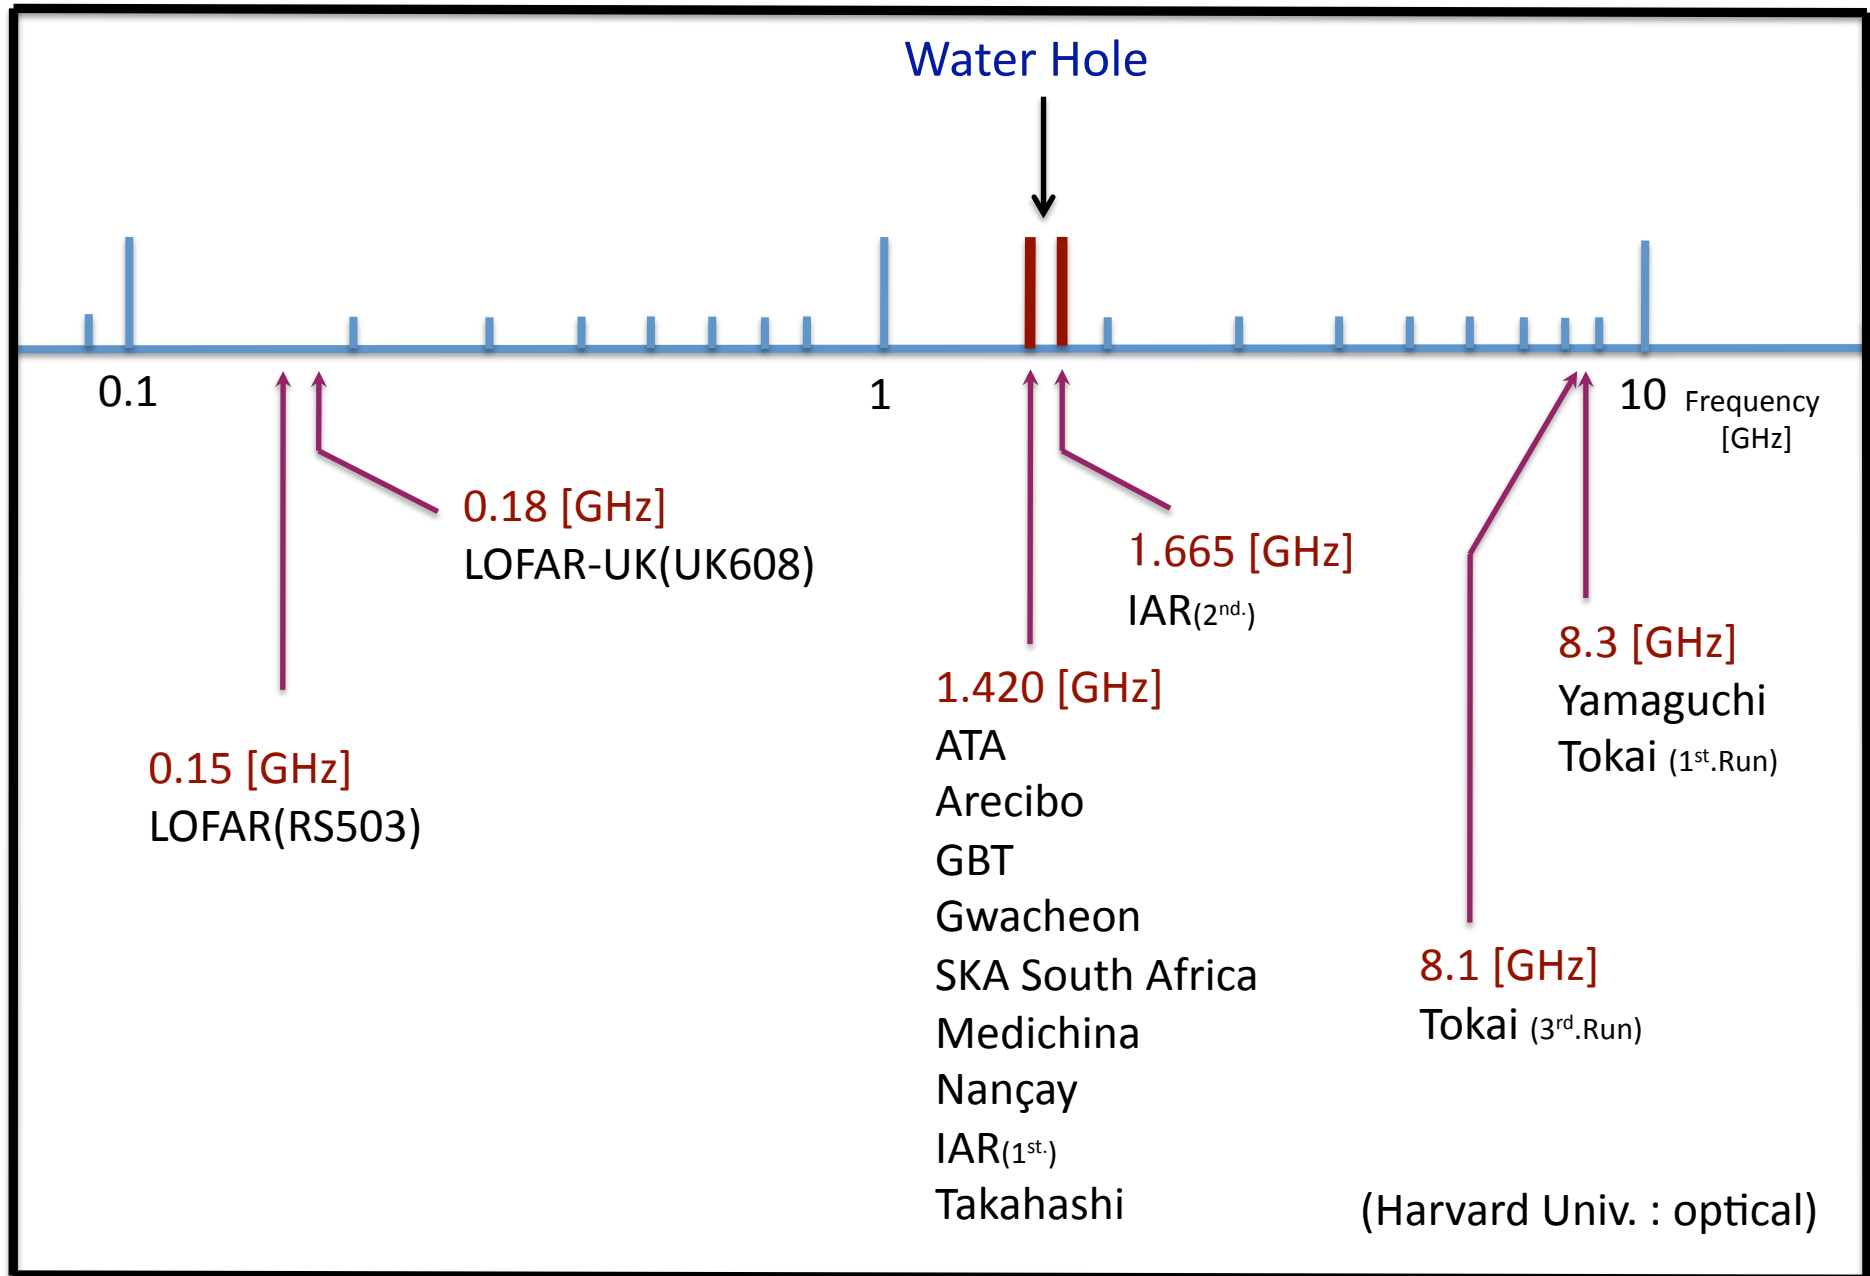 Water Hole
0.1
1
10
Frequency
[GHz]
0.18 [GHz]
LOFAR-UK(UK608)
0.15 [GHz]
LOFAR(RS503)
1.665 [GHz]
IAR(2nd.)
1.420 [GHz]
ATA
Arecibo
GBT
Gwacheon
SKA South Africa
Medichina
Nançay
IAR(1st.)
Takahashi
8.3 [GHz]
Yamaguchi
Tokai (1st.Run)
8.1 [GHz]
Tokai (3rd.Run)
(Harvard Univ. : optical)